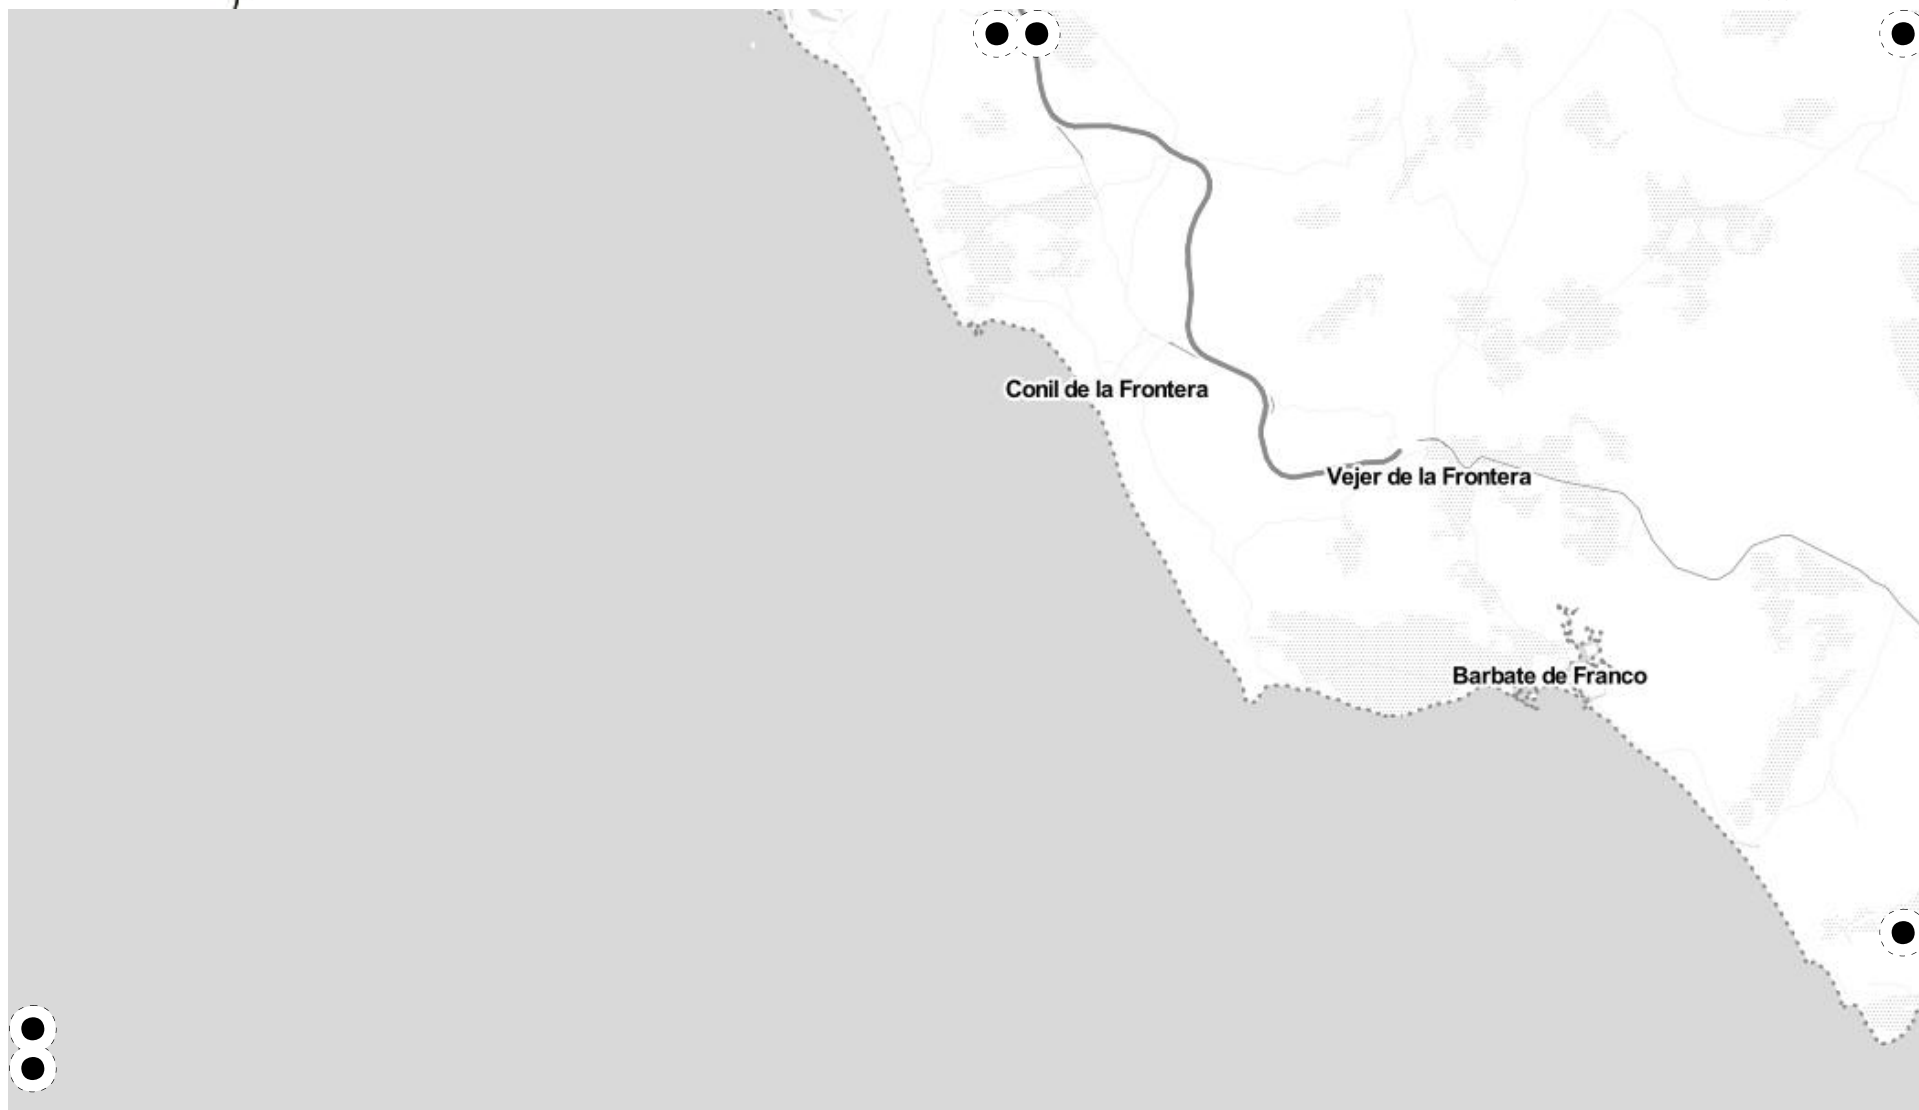 Conil de la Frontera
Vejer de la Frontera
Barbate de Franco